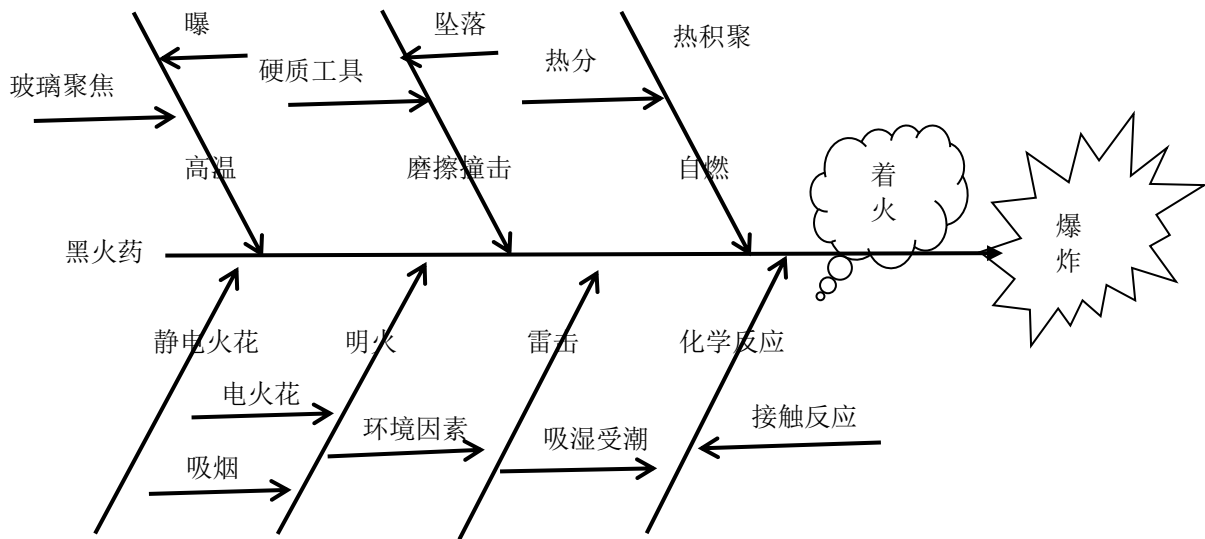 曝
坠落
热积聚
玻璃聚焦
硬质工具
热分
高温
磨擦撞击
自燃
着
火
爆
炸
黑火药
静电火花
明火
雷击
化学反应
电火花
环境因素
吸湿受潮
接触反应
吸烟